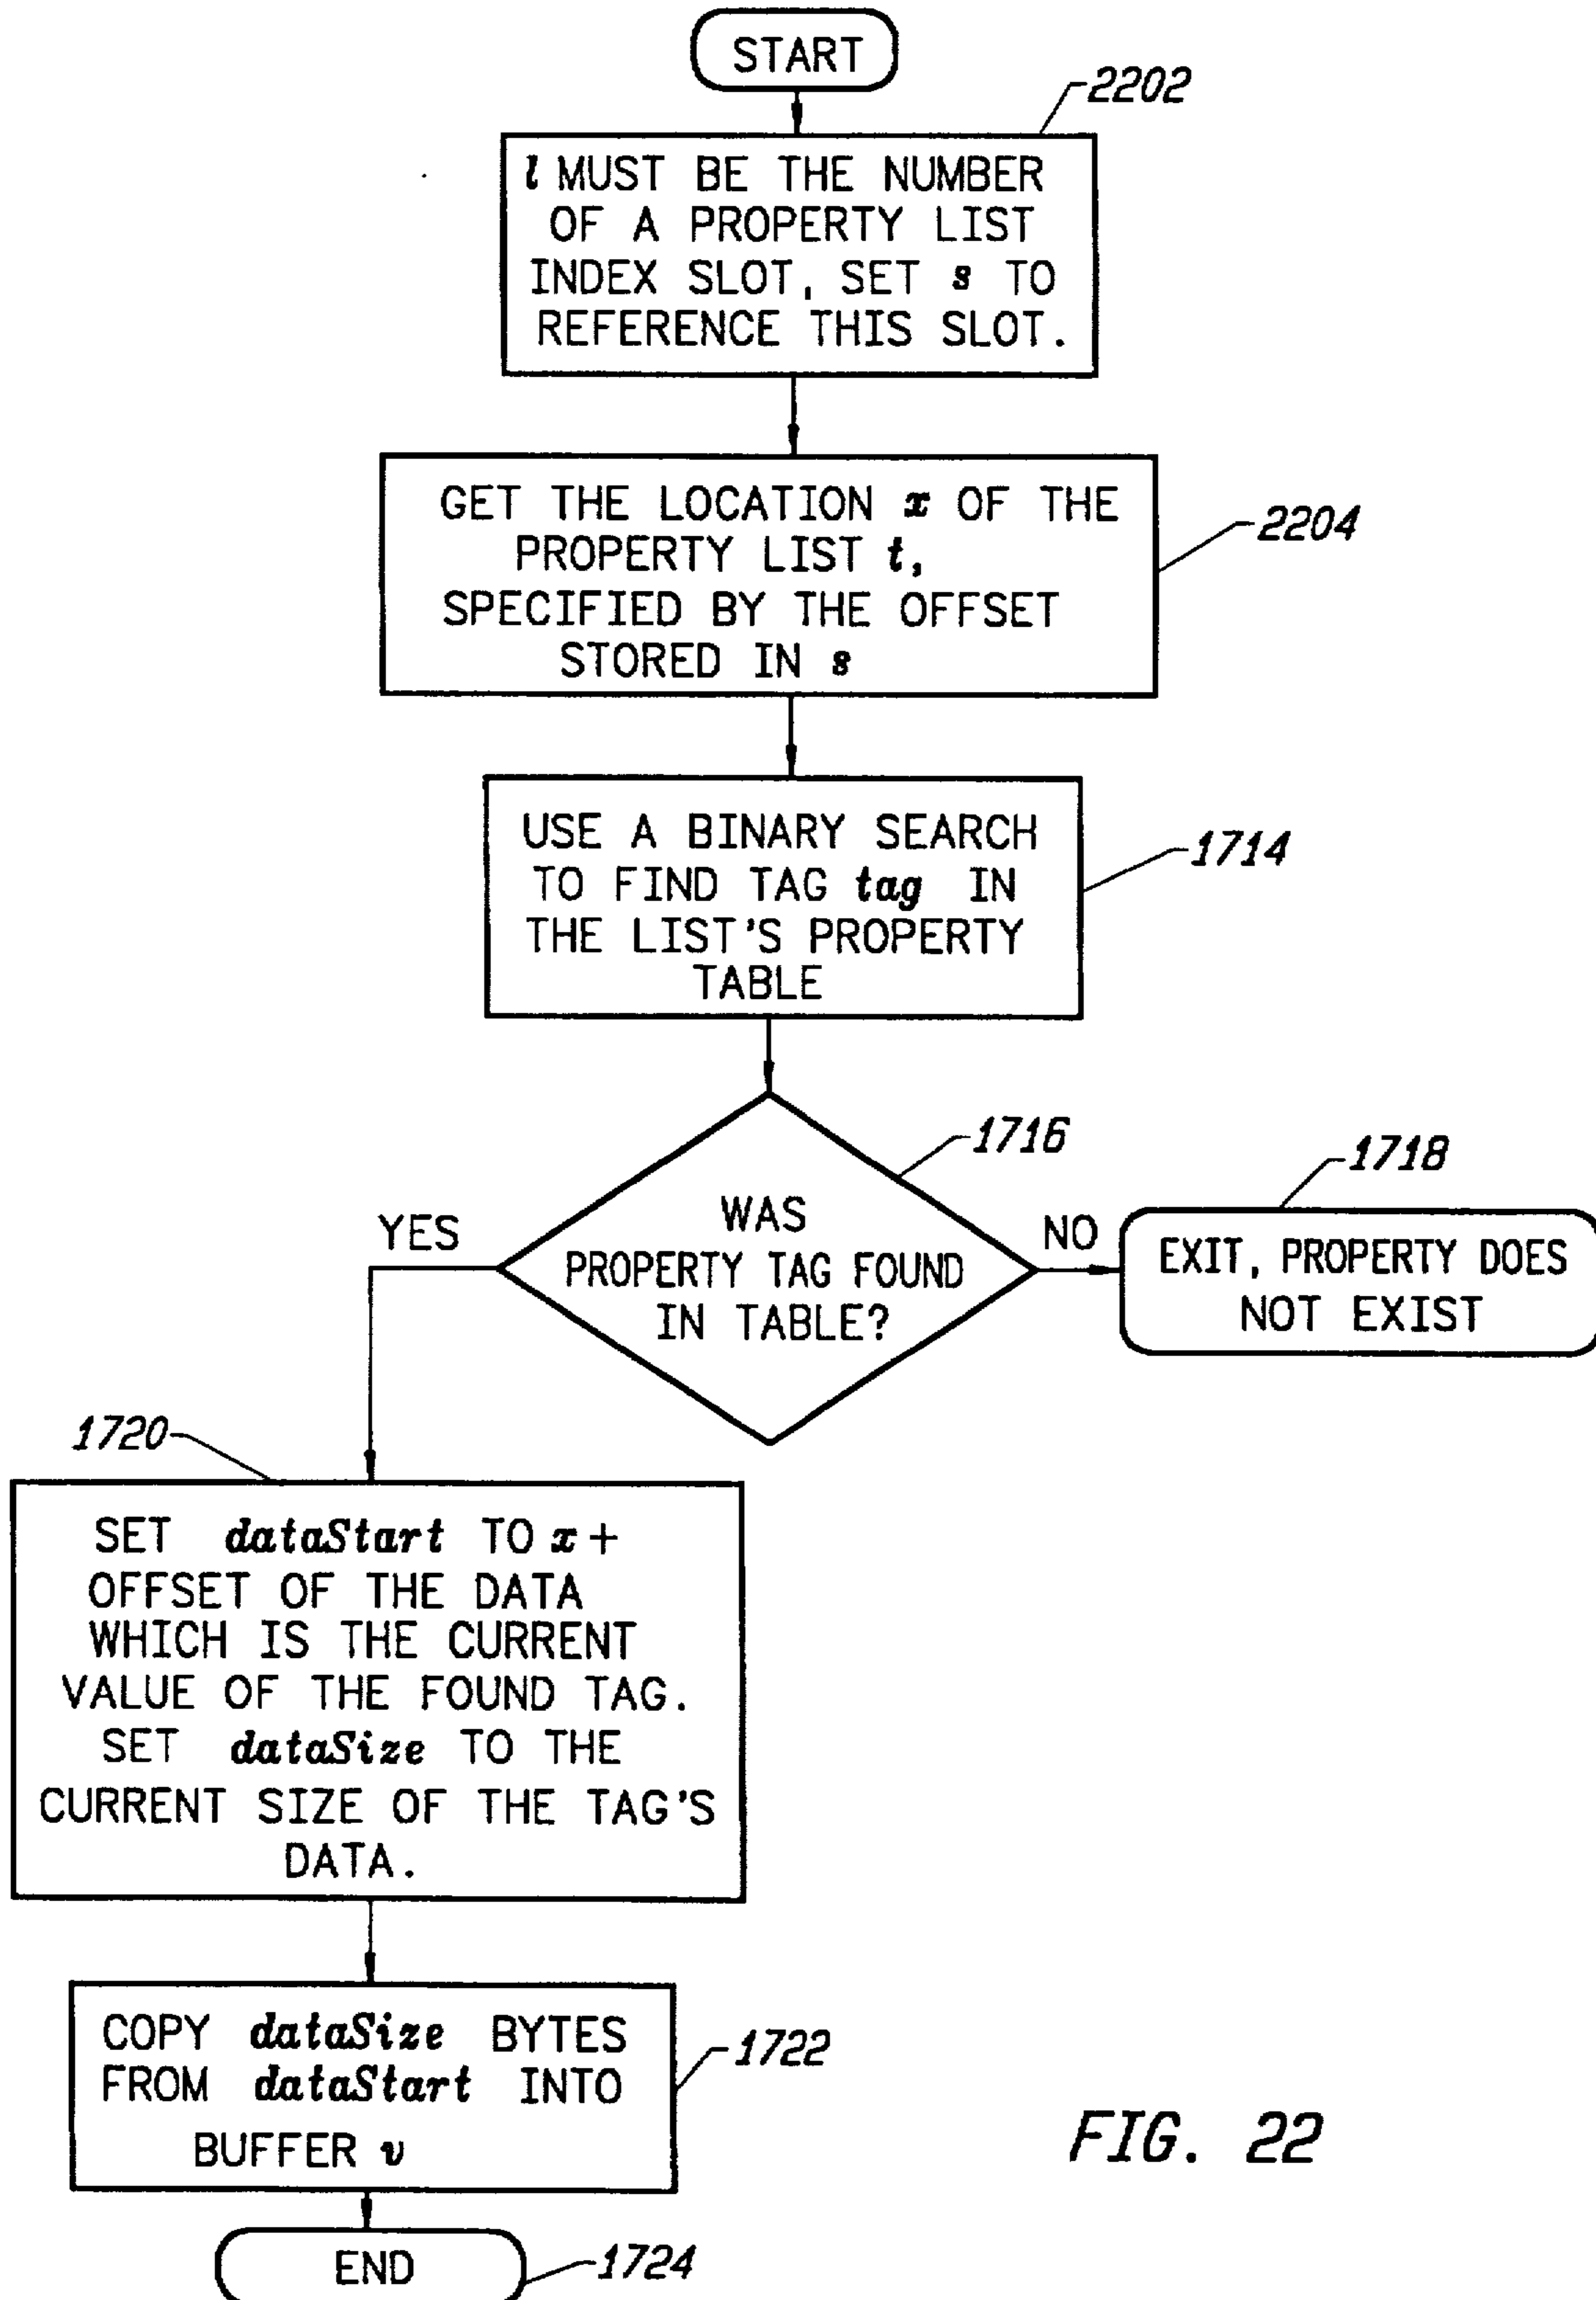 START
2202
l MUST BE THE NUMBER
OF A PROPERTY LIST
INDEX SLOT, SET s TO
REFERENCE THIS SLOT.
GET THE LOCATION x OF THE
PROPERTY LIST t,
SPECIFIED BY THE OFFSET
STORED IN s
2204
USE A BINARY SEARCH
TO FIND TAG tag IN
THE LIST'S PROPERTY
TABLE
1714
1716
WAS
PROPERTY TAG FOUND
IN TABLE?
YES
NO
1718
EXIT, PROPERTY DOES
NOT EXIST
1720
SET dataStart TO x +
OFFSET OF THE DATA
WHICH IS THE CURRENT
VALUE OF THE FOUND TAG.
SET dataSize TO THE
CURRENT SIZE OF THE TAG'S
DATA.
COPY dataSize BYTES
FROM dataStart INTO
BUFFER v
1722
END
1724
FIG. 22